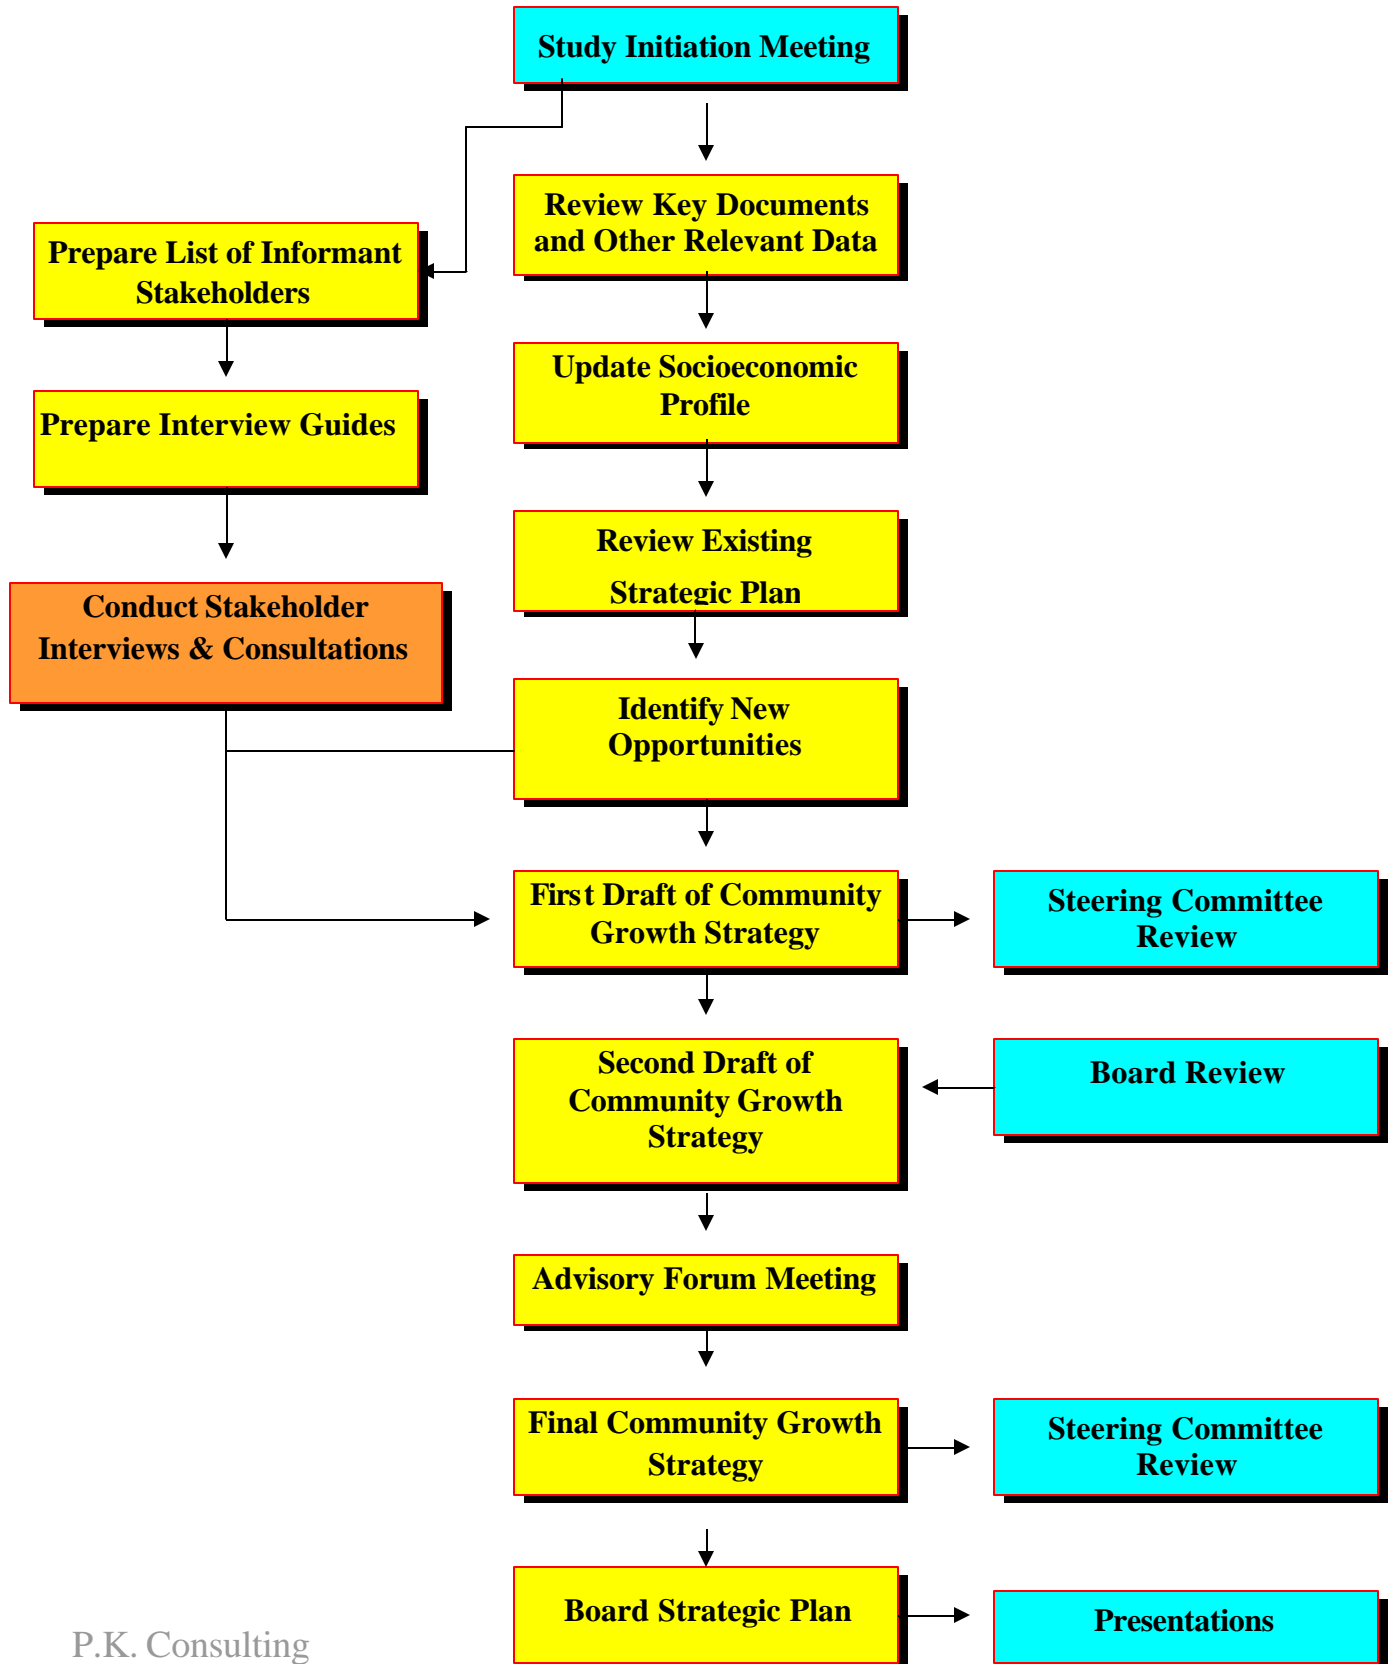 Study Initiation Meeting
Review Key Documents
and Other Relevant Data
Prepare List of Informant
Stakeholders
Update Socioeconomic
Profile
Prepare Interview Guides
Review Existing
Strategic Plan
Conduct Stakeholder
Interviews & Consultations
Identify New
Opportunities
First Draft of Community
Growth Strategy
Steering Committee
Review
Second Draft of
Community Growth
Strategy
Board Review
Advisory Forum Meeting
Final Community Growth
Strategy
Steering Committee
Review
Board Strategic Plan
Presentations
P.K. Consulting